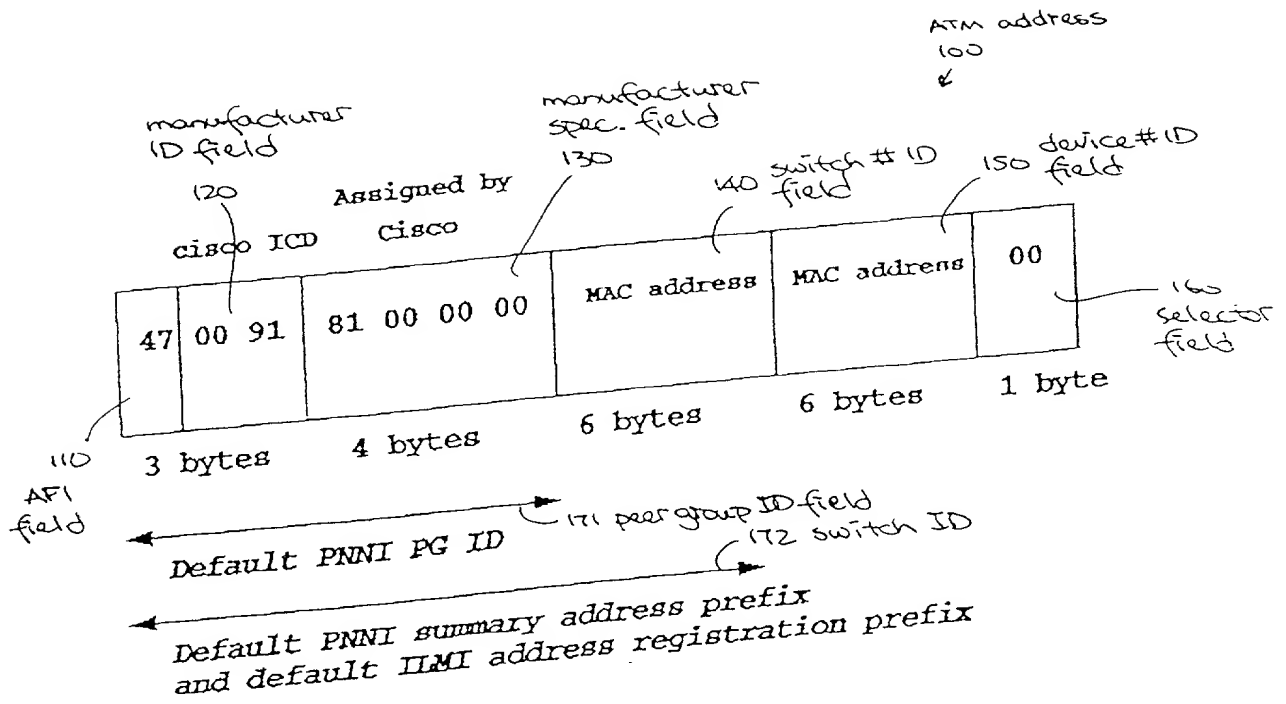 ATM address
100
manufacturer
ID field
120
manufacturer
spec. field
130
140 switch # ID
field
150 device # ID
field
Assigned by
cisco ICD Cisco
47 00 91 81 00 00 00 MAC address MAC address 00
160
selector
field
110
AFI
field
3 bytes 4 bytes 6 bytes 6 bytes 1 byte
171 peer group ID field
Default PNNI PG ID
172 switch ID
Default PNNI summary address prefix
and default ILMI address registration prefix